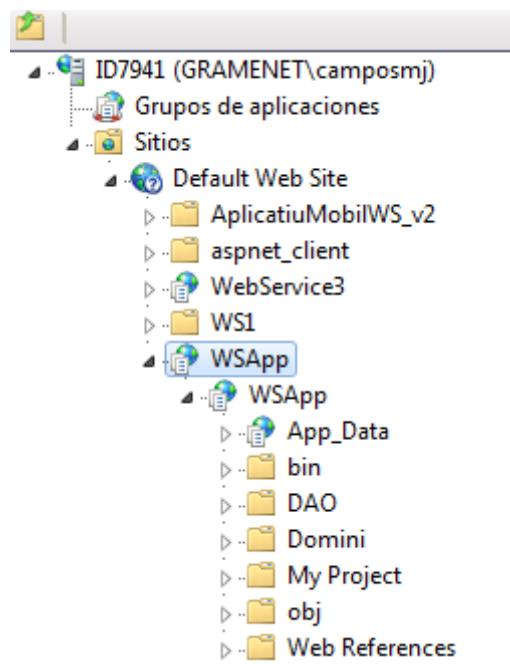 ID7941 (GRAMENET\camposmj)
Grupos de aplicaciones
Sitios
Default Web Site
AplicatiuMobilWS_v2
aspnet_client
WebService3
WS1
WSApp
WSApp
App_Data
bin
DAO
Domini
My Project
obj
Web References